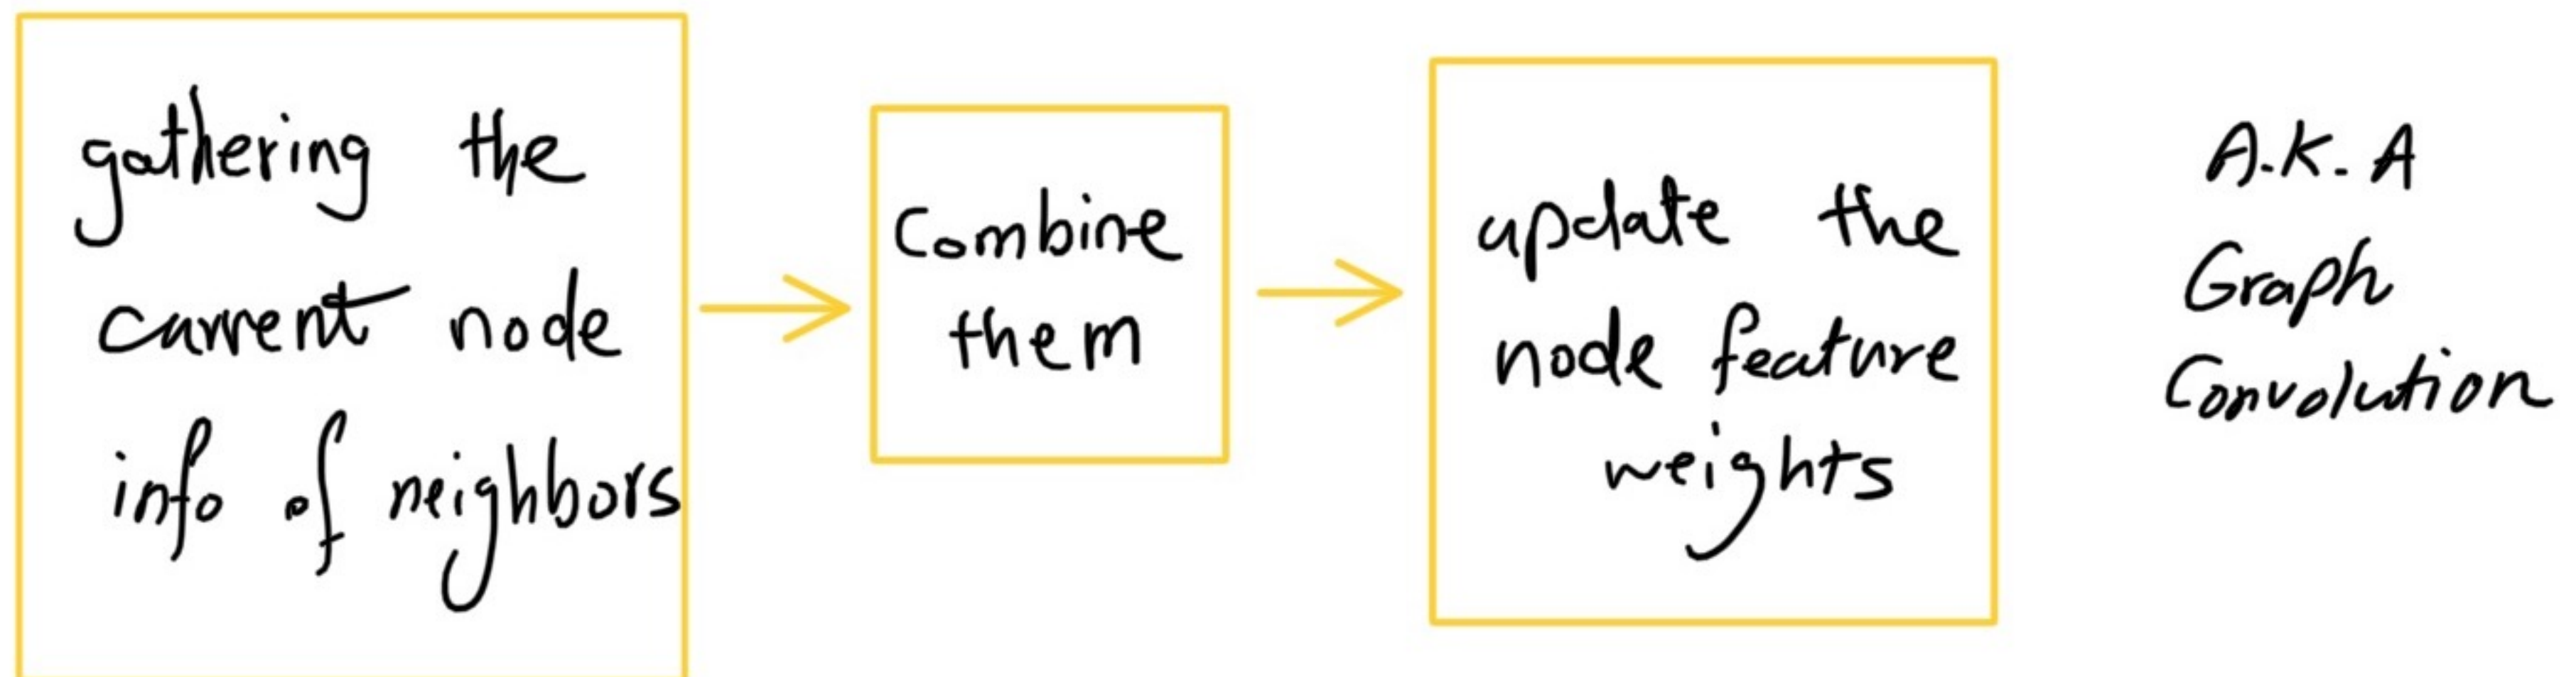 gathering the
current node
info of neighbors
Combine
them
update the
node feature
weights
A.K.A
Graph
Convolution